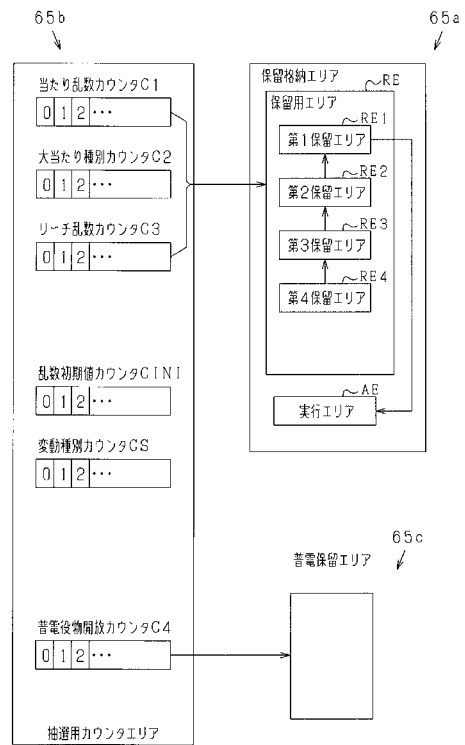 65b
当たり乱数カウンタC1
0 1 2 ･･･
大当たり種別カウンタC2
0 1 2 ･･･
リーチ乱数カウンタC3
0 1 2 ･･･
乱数初期値カウンタCINI
0 1 2 ･･･
変動種別カウンタCS
0 1 2 ･･･
普電役物開放カウンタC4
0 1 2 ･･･
抽選用カウンタエリア
65a
保留格納エリア
RE
保留用エリア
RE1
第1保留エリア
RE2
第2保留エリア
RE3
第3保留エリア
RE4
第4保留エリア
AE
実行エリア
65c
普電保留エリア